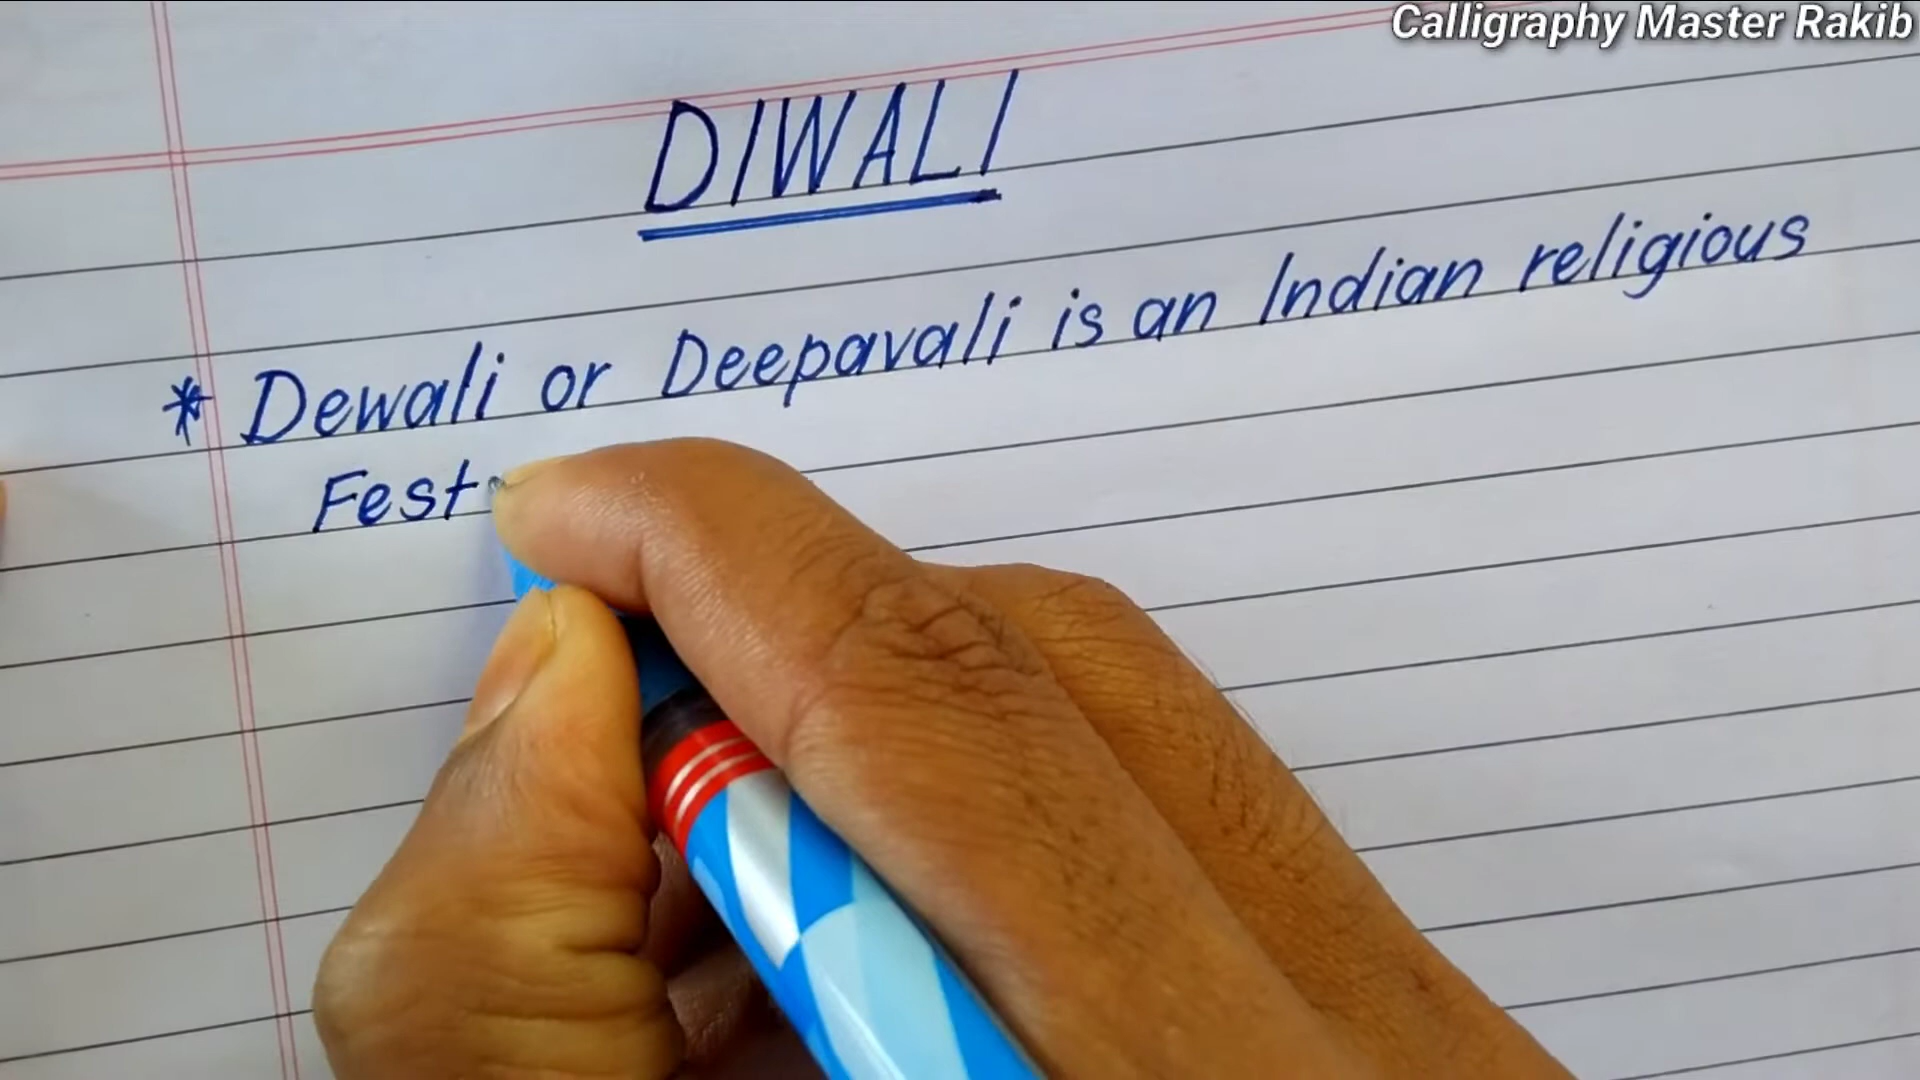 Calligraphy Master Rakib
DIWALI
* Dewali or Deepavali is an Indian religious
Fest